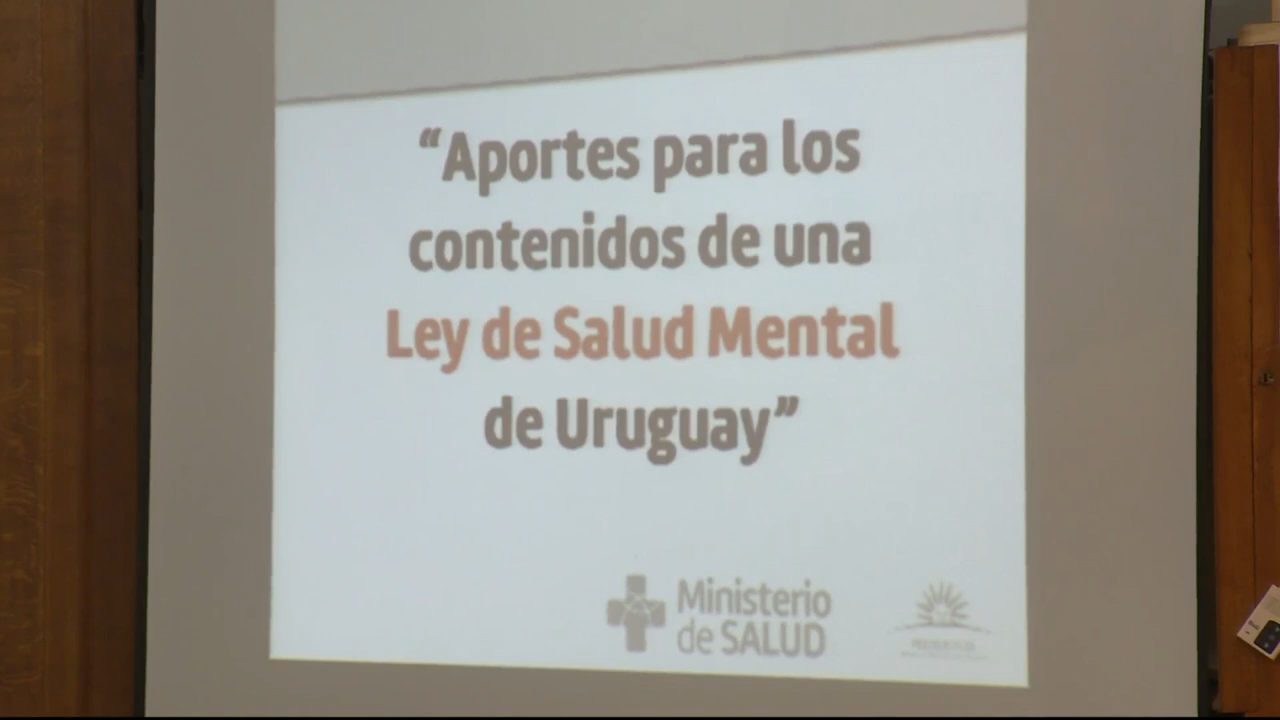 “Aportes para los
contenidos de una
Ley de Salud Mental
de Uruguay”
Ministerio
de SALUD